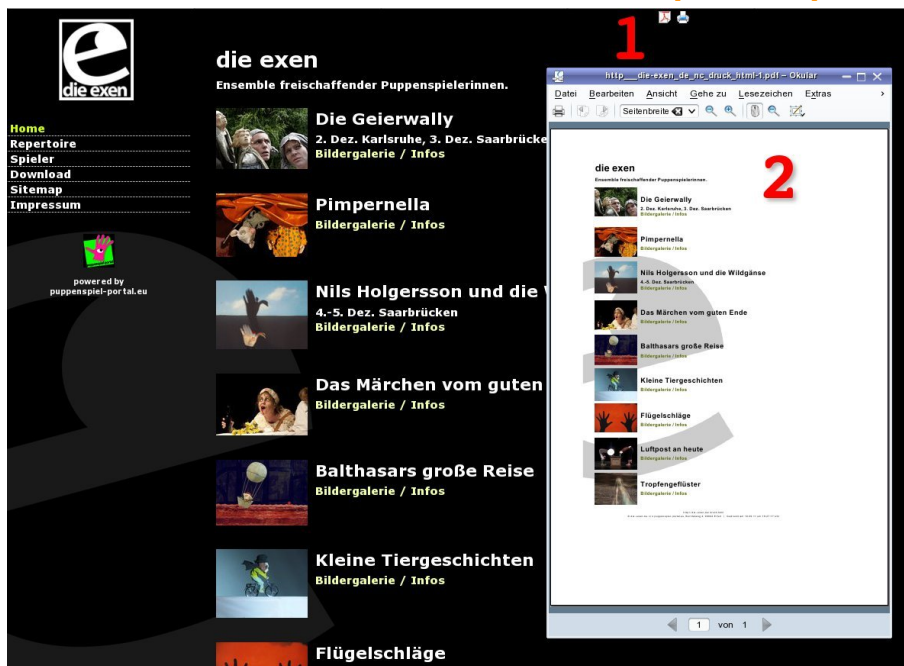 die exen
Home
Repertoire
Spieler
Download
Sitemap
Impressum
powered by
puppenspiel-portal.eu
die exen
Ensemble freischaffender Puppenspielerinnen.
Die Geierwally
2. Dez. Karlsruhe, 3. Dez. Saarbrücke
Bildergalerie / Infos
Pimpernella
Bildergalerie / Infos
Nils Holgersson und die
4.-5. Dez. Saarbrücken
Bildergalerie / Infos
Das Märchen vom guten
Bildergalerie / Infos
Balthasars große Reise
Bildergalerie / Infos
Kleine Tiergeschichten
Bildergalerie / Infos
Flügelschläge
1
http___die-exen_de_nc_druck_html-1.pdf – Okular
Datei Bearbeiten Ansicht Gehe zu Lesezeichen Extras
Seitenbreite
2
die exen
Ensemble freischaffender Puppenspielerinnen.
Die Geierwally
2. Dez. Karlsruhe, 3. Dez. Saarbrücken
Bildergalerie / Infos
Pimpernella
Bildergalerie / Infos
Nils Holgersson und die Wildgänse
4.-5. Dez. Saarbrücken
Bildergalerie / Infos
Das Märchen vom guten Ende
Bildergalerie / Infos
Balthasars große Reise
Bildergalerie / Infos
Kleine Tiergeschichten
Bildergalerie / Infos
Flügelschläge
Bildergalerie / Infos
Luftpost an heute
Bildergalerie / Infos
Tropfengeflüster
Bildergalerie / Infos
1 von 1